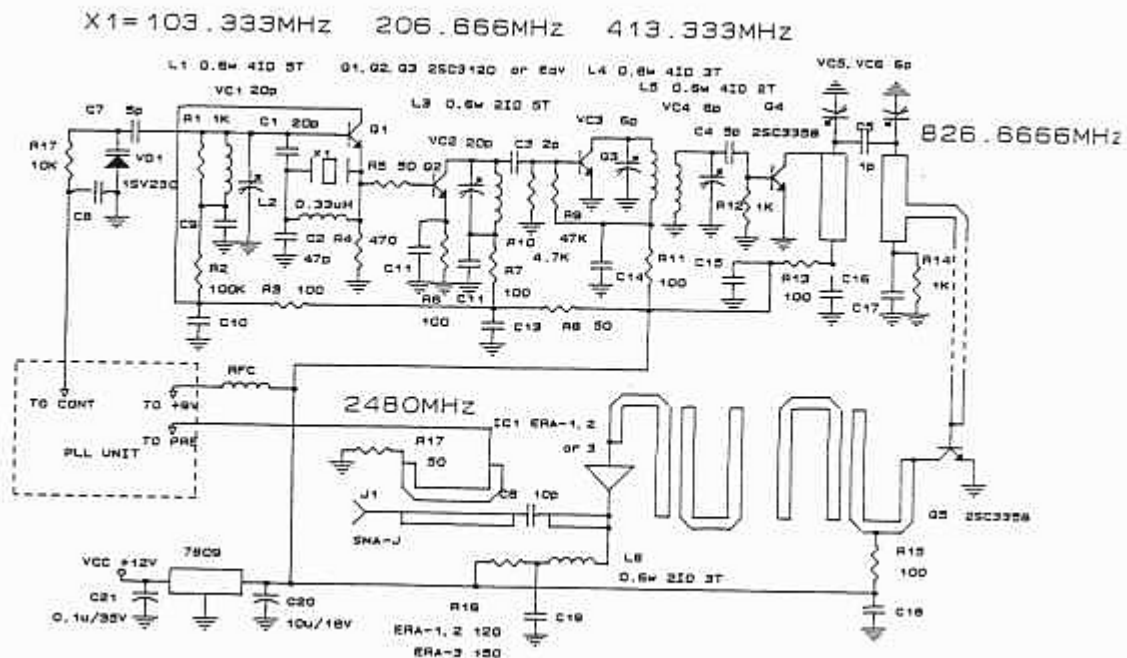 X1=103.333MHz 206.666MHz 413.333MHz
L1 0.6w 4ID 5T Q1,Q2,Q3 2SC3120 or Eqv L4 0.6w 4ID 3T
L5 0.6w 4ID 2T
VC5, VC6 6p
C7 5p
VC1 20p
L3 0.6w 2ID 5T
VC3 6p
VC4 6p Q4
R1 1K
C1 20p
Q1
VC2 20p
C3 2p
Q3
C4 5p 2SC3358
C5
1p
826.6666MHz
R17
10K
VD1
1SV23C
X1
R5 50 Q2
C8
L2
0.33uH
R12 1K
C9
C2
47p
R4
470
R9
47K
R10
4.7K
R2
100K
C11
R7
100
C14
R11
100
C15
R13
100
C16
C17
R14
1K
R3 100
R6
100
C11
C10
C13
R8 50
RFC
TO CONT
TO +9V
TO PRE
PLL UNIT
2480MHz
R17
50
IC1 ERA-1,2
or 3
J1
SMA-J
C6 10p
Q5 2SC3358
VCC +12V
7809
L6
0.6w 2ID 3T
R15
100
C21
0.1u/35V
C20
10u/16V
R16
ERA-1,2 120
ERA-3 150
C19
C18